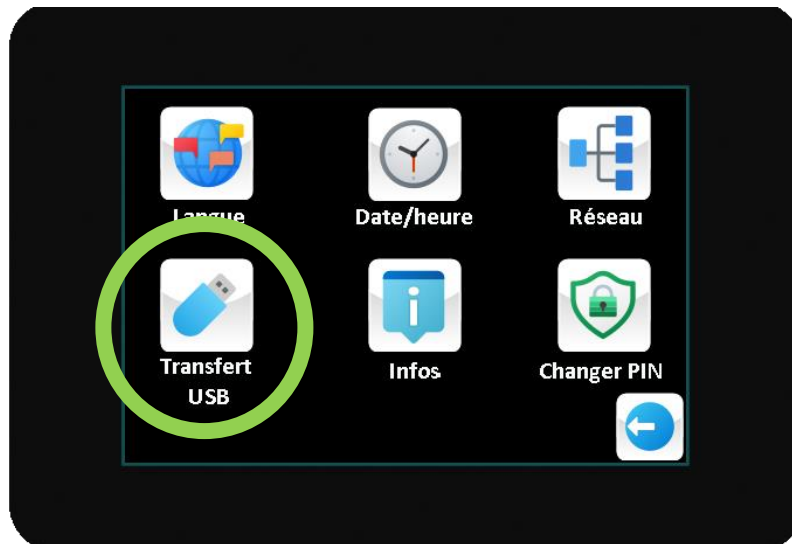 Langue
Date/heure
Réseau
Transfert
USB
Infos
Changer PIN